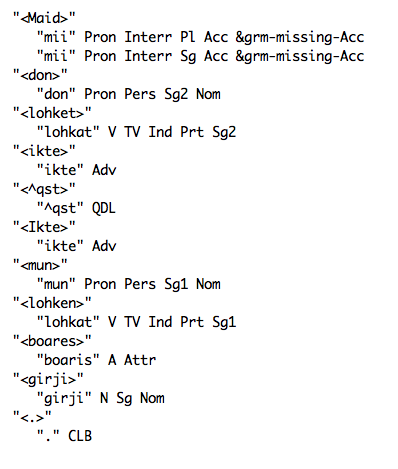 "<Maid>"
"mii" Pron Interr Pl Acc &grm-missing-Acc
"mii" Pron Interr Sg Acc &grm-missing-Acc
"<don>"
"don" Pron Pers Sg2 Nom
"<lohket>"
"lohkat" V TV Ind Prt Sg2
"<ikte>"
"ikte" Adv
"<^qst>"
"^qst" QDL
"<Ikte>"
"ikte" Adv
"<mun>"
"mun" Pron Pers Sg1 Nom
"<lohken>"
"lohkat" V TV Ind Prt Sg1
"<boares>"
"boaris" A Attr
"<girji>"
"girji" N Sg Nom
"<.>"
"." CLB